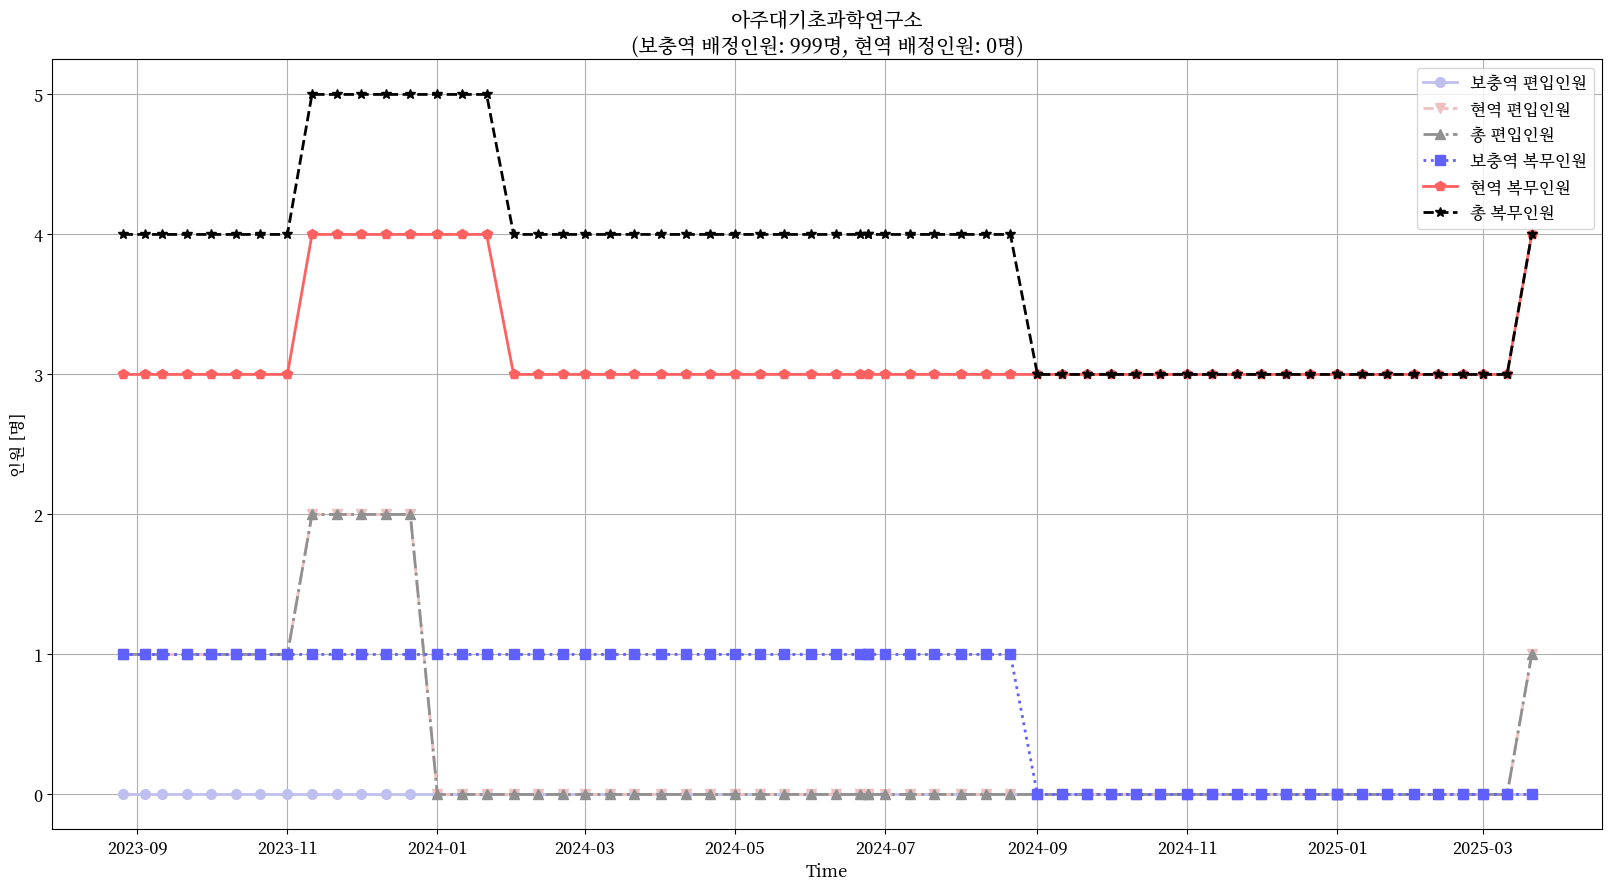 아주대기초과학연구소
(보충역 배정인원: 999명, 현역 배정인원: 0명)
보충역 편입인원
현역 편입인원
총 편입인원
보충역 복무인원
현역 복무인원
총 복무인원
5
4
3
2
1
0
인원 [명]
2023-09
2023-11
2024-01
2024-03
2024-05
2024-07
2024-09
2024-11
2025-01
2025-03
Time